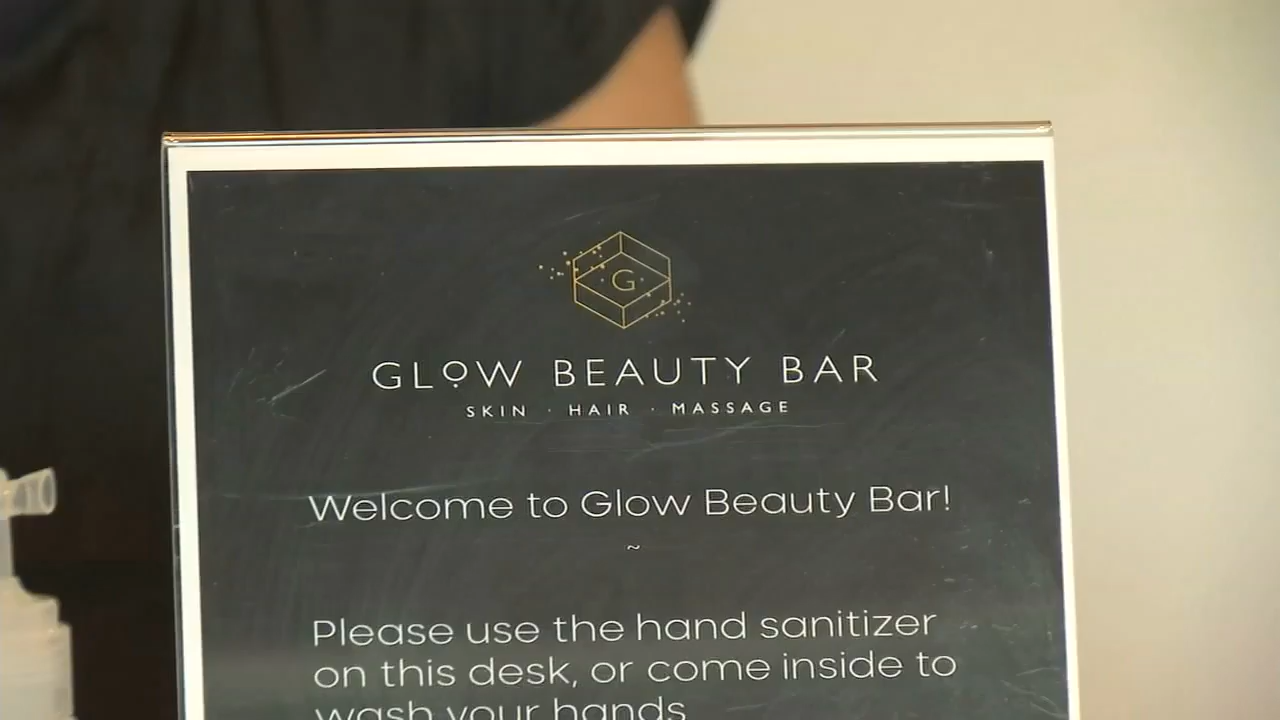 G
GLOW BEAUTY BAR
SKIN · HAIR · MASSAGE
Welcome to Glow Beauty Bar!
~
Please use the hand sanitizer
on this desk, or come inside to
wash your hands